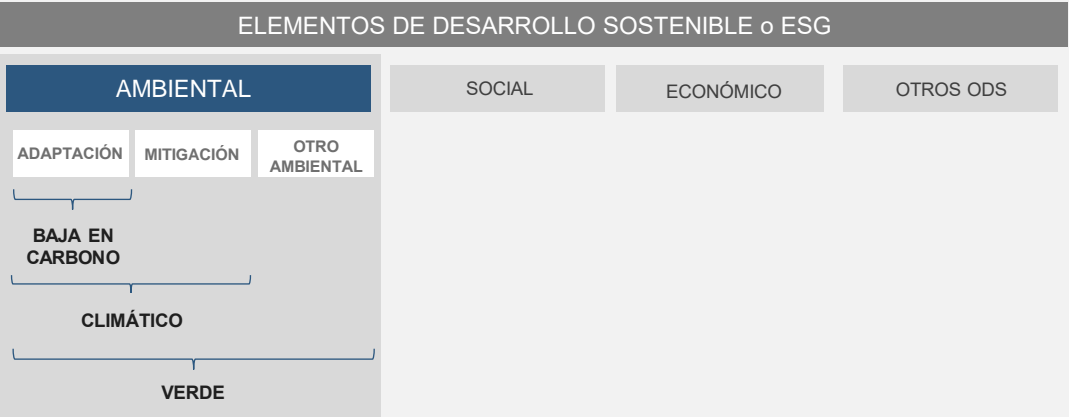 ELEMENTOS DE DESARROLLO SOSTENIBLE o ESG
AMBIENTAL
SOCIAL
ECONÓMICO
OTROS ODS
ADAPTACIÓN
MITIGACIÓN
OTRO
AMBIENTAL
BAJA EN
CARBONO
CLIMÁTICO
VERDE